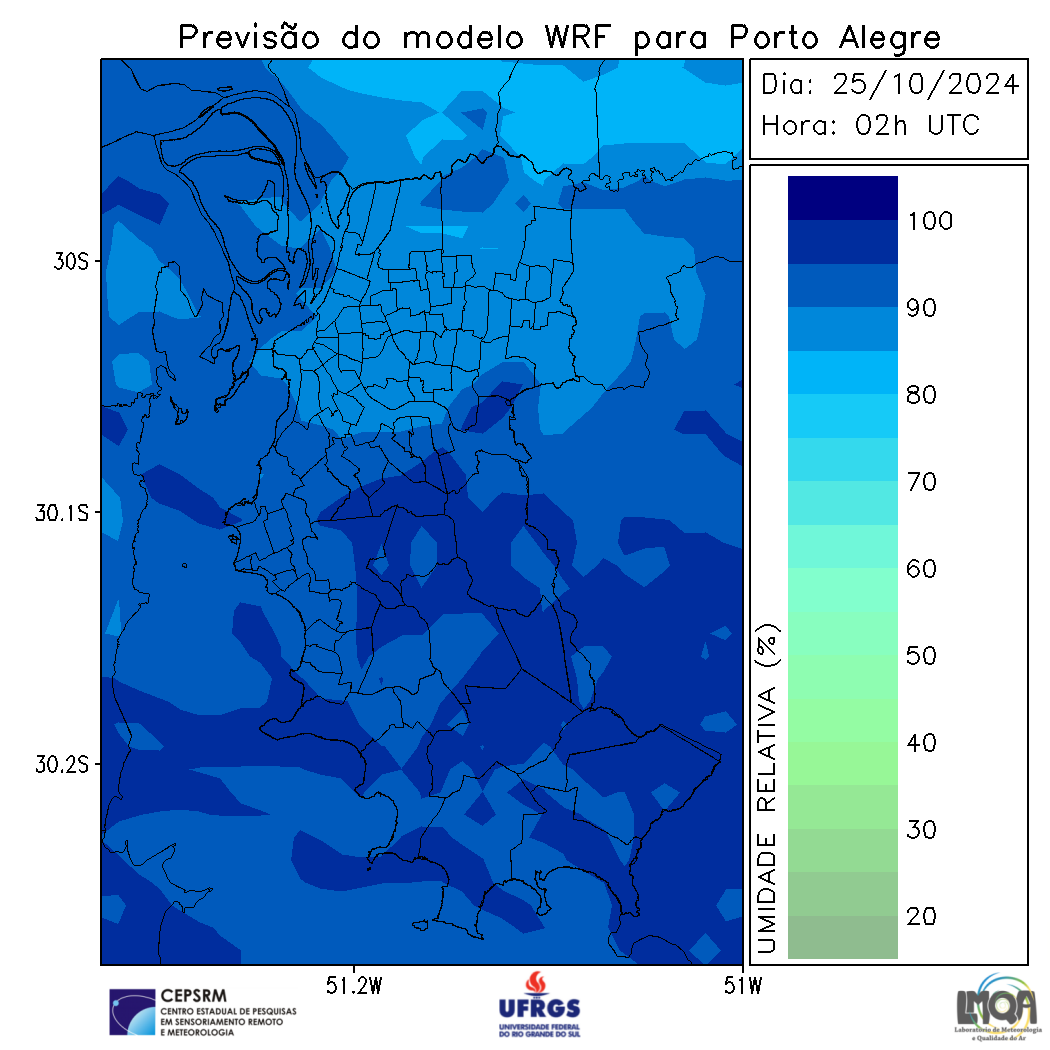 Previsão do modelo WRF para Porto Alegre
Dia: 25/10/2024
Hora: 02h UTC
100
90
80
70
60
50
40
30
20
UMIDADE RELATIVA (%)
30S
30.1S
30.2S
51.2W
51W
CEPSRM
CENTRO ESTADUAL DE PESQUISAS
EM SENSORIAMENTO REMOTO
E METEOROLOGIA
UFRGS
UNIVERSIDADE FEDERAL
DO RIO GRANDE DO SUL
LMQA
Laboratório de Meteorologia
e Qualidade do Ar